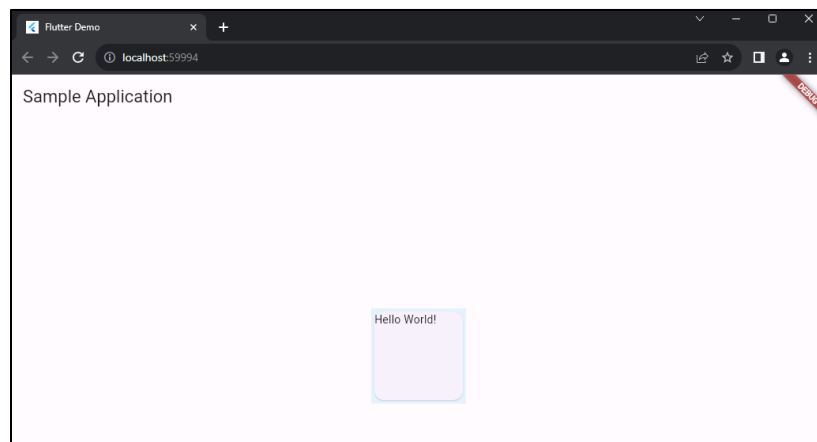 Flutter Demo
localhost:59994
Sample Application
DEBUG
Hello World!